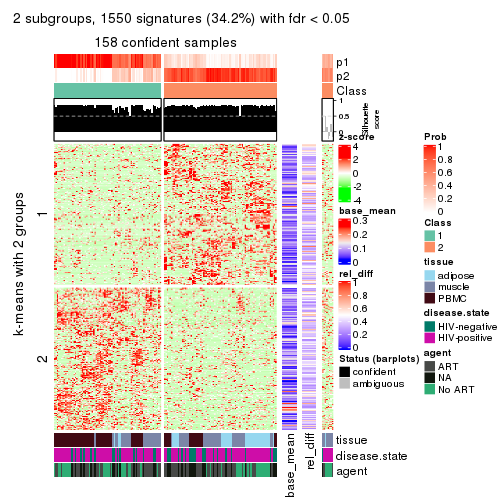 2 subgroups, 1550 signatures (34.2%) with fdr < 0.05
158 confident samples
p1
p2
Class
1
0.5
0
Silhouette
score
k-means with 2 groups
1
2
z-score
4
2
0
-2
-4
base_mean
0.3
0.2
0.1
0
rel_diff
1
0.8
0.6
0.4
0.2
0
Status (barplots)
confident
ambiguous
Prob
1
0.8
0.6
0.4
0.2
0
Class
1
2
tissue
adipose
muscle
PBMC
disease.state
HIV-negative
HIV-positive
agent
ART
NA
No ART
tissue
disease.state
agent
base_mean
rel_diff